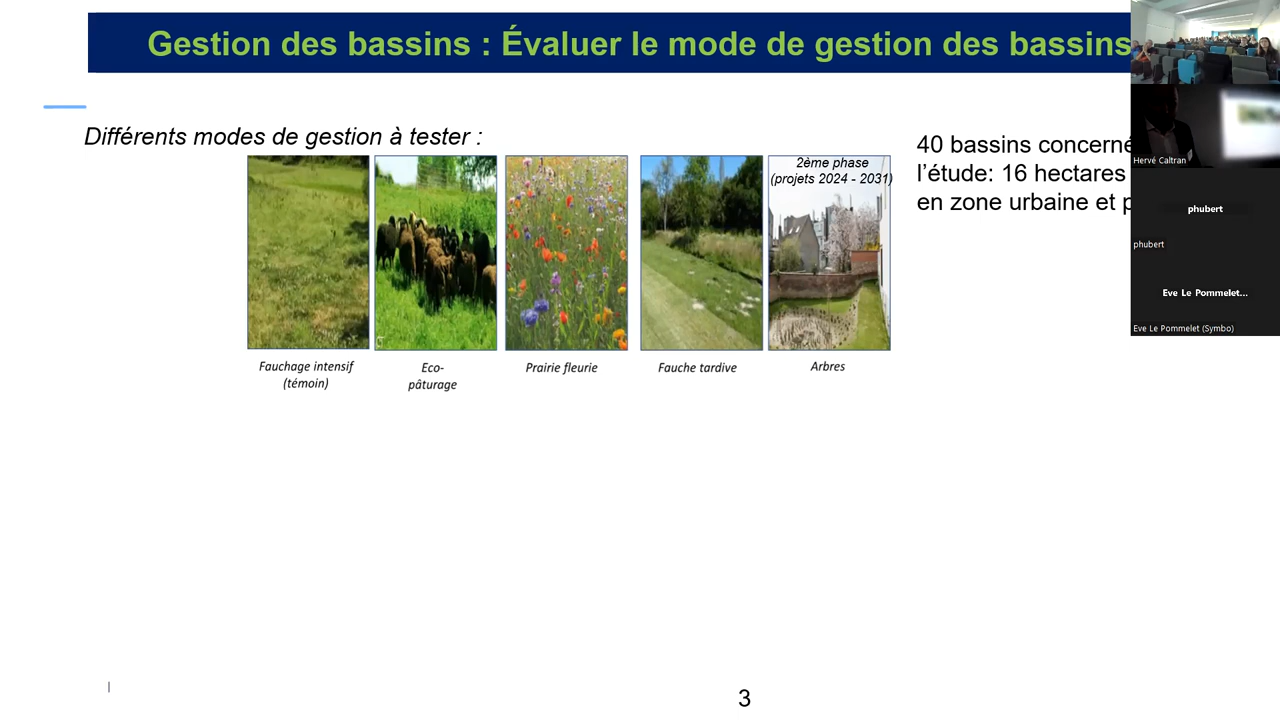 Gestion des bassins : Évaluer le mode de gestion des bassins
Différents modes de gestion à tester :
40 bassins
l’étude: 16 hectares
en zone urbaine et
2ème phase
(projets 2024 - 2031)
Fauchage intensif
(témoin)
Eco-
pâturage
Prairie fleurie
Fauche tardive
Arbres
Hervé Caltran
phubert
phubert
Eve Le Pommelet...
Eve Le Pommelet (Symbo)
3